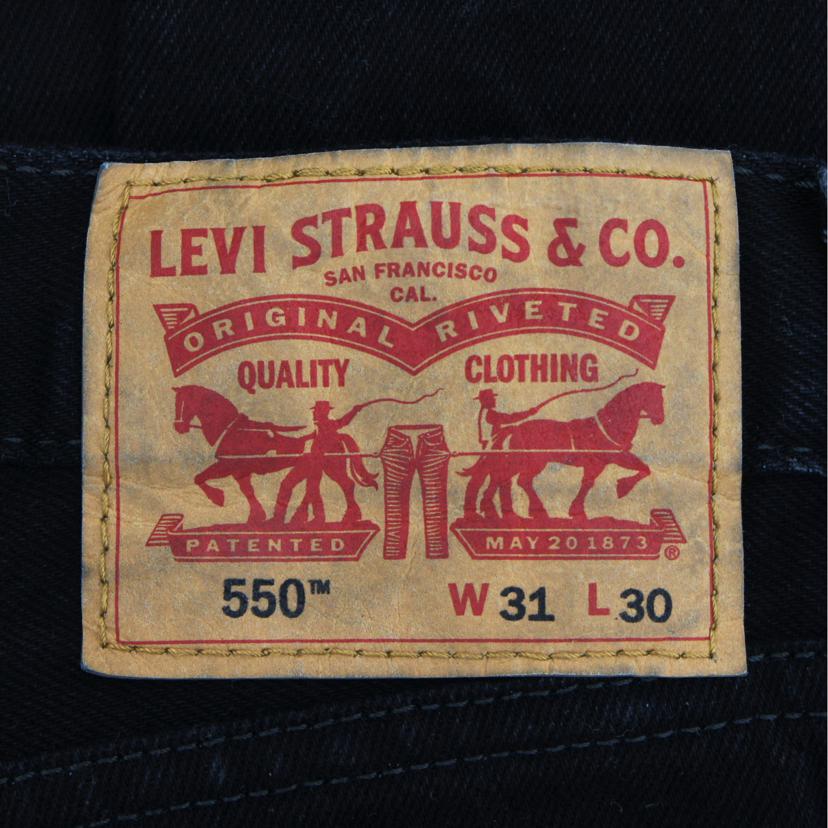 LEVI STRAUSS & CO.
SAN FRANCISCO
CAL.
ORIGINAL RIVETED
QUALITY CLOTHING
PATENTED MAY 20 1873 ®
550™ W 31 L 30